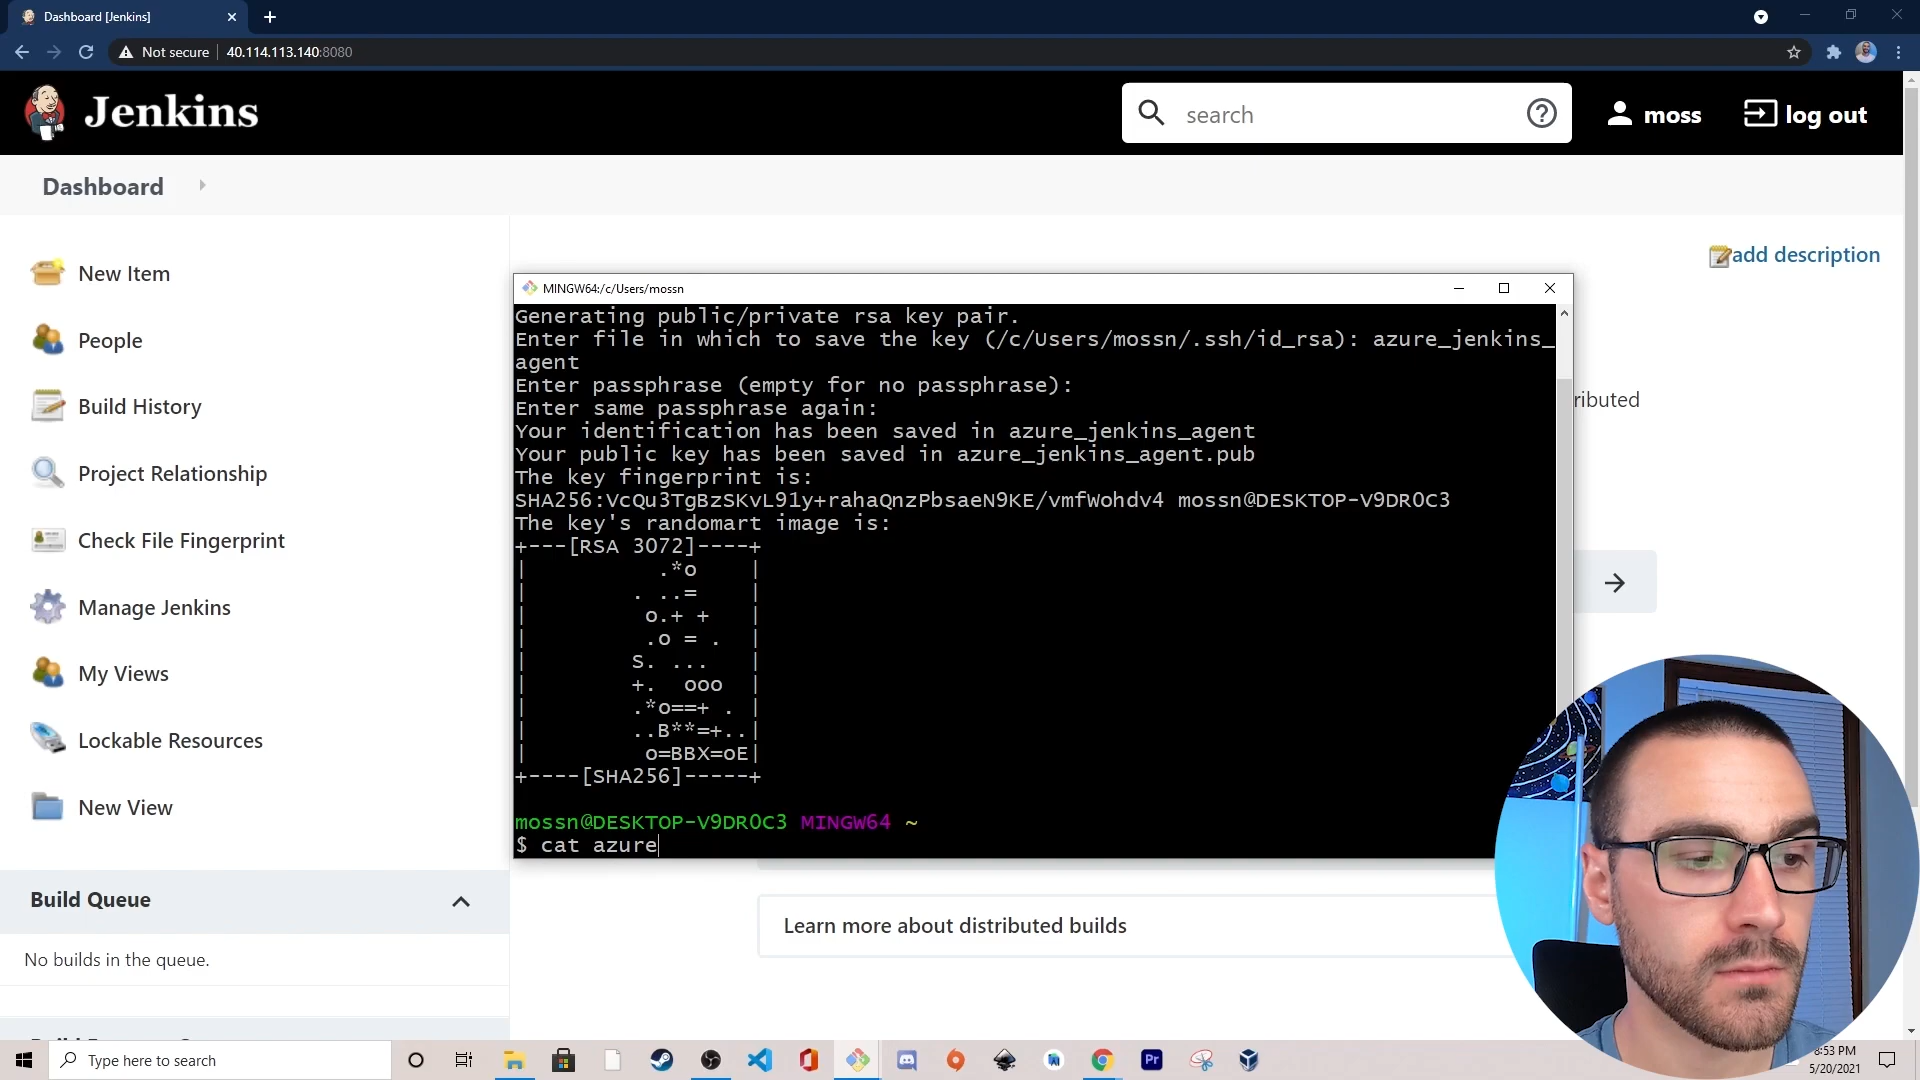 Dashboard [Jenkins]
Not secure 40.114.113.140:8080
Jenkins
search
moss
log out
Dashboard
add description
New Item
People
Build History
Project Relationship
Check File Fingerprint
Manage Jenkins
My Views
Lockable Resources
New View
Build Queue
No builds in the queue.
MINGW64:/c/Users/mossn
Generating public/private rsa key pair.
Enter file in which to save the key (/c/Users/mossn/.ssh/id_rsa): azure_jenkins_
agent
Enter passphrase (empty for no passphrase):
Enter same passphrase again:
Your identification has been saved in azure_jenkins_agent
Your public key has been saved in azure_jenkins_agent.pub
The key fingerprint is:
SHA256:VcQu3TgBzSKvL91y+rahaQnzPbsaeN9KE/vmfWohdv4 mossn@DESKTOP-V9DR0C3
The key's randomart image is:
+---[RSA 3072]----+
|          .*o    |
|        . ..=    |
|         o.+ +   |
|         .o = .  |
|        S. ...   |
|        +.  ooo  |
|        .*o==+ . |
|        ..B**=+..|
|         o=BBX=oE|
+----[SHA256]-----+
mossn@DESKTOP-V9DR0C3 MINGW64 ~
$ cat azure
ributed
Learn more about distributed builds
Type here to search
8:53 PM
5/20/2021